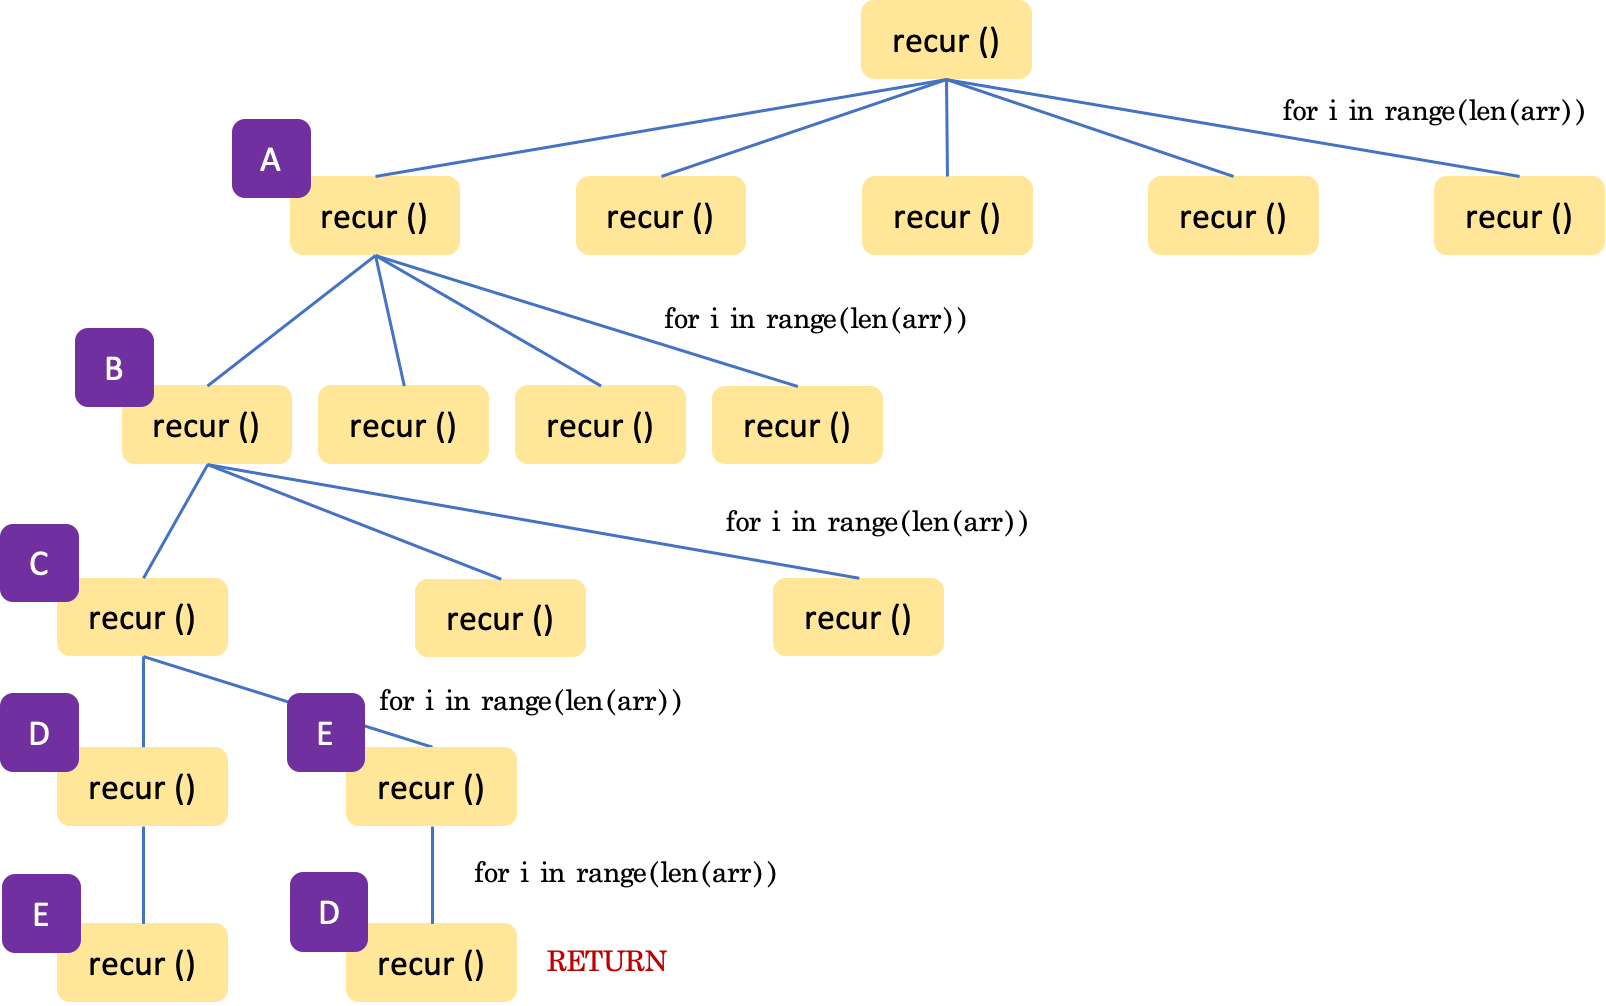 recur ()
for i in range(len(arr))
A
recur ()
recur ()
recur ()
recur ()
recur ()
for i in range(len(arr))
B
recur ()
recur ()
recur ()
recur ()
for i in range(len(arr))
C
recur ()
recur ()
recur ()
for i in range(len(arr))
D
E
recur ()
recur ()
for i in range(len(arr))
E
D
recur ()
recur ()
RETURN